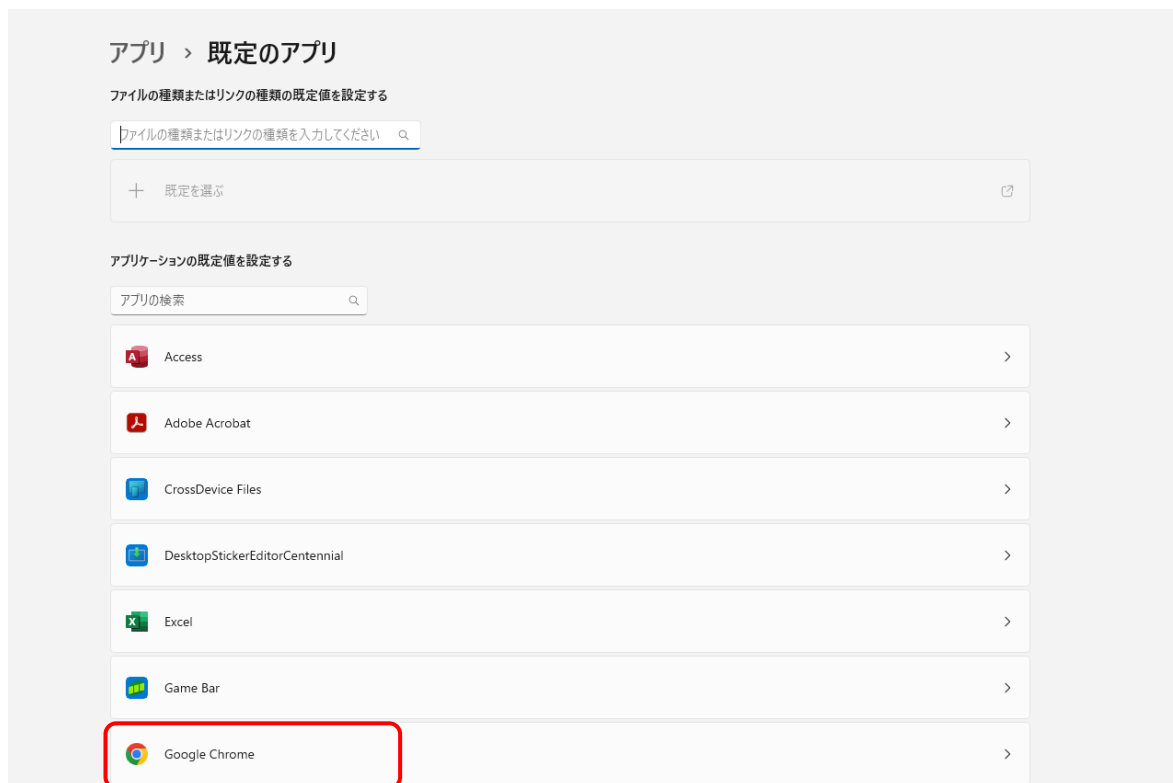 アプリ › 既定のアプリ
ファイルの種類またはリンクの種類の既定値を設定する
ファイルの種類またはリンクの種類を入力してください
既定を選ぶ
アプリケーションの既定値を設定する
アプリの検索
Access
Adobe Acrobat
CrossDevice Files
DesktopStickerEditorCentennial
Excel
Game Bar
Google Chrome